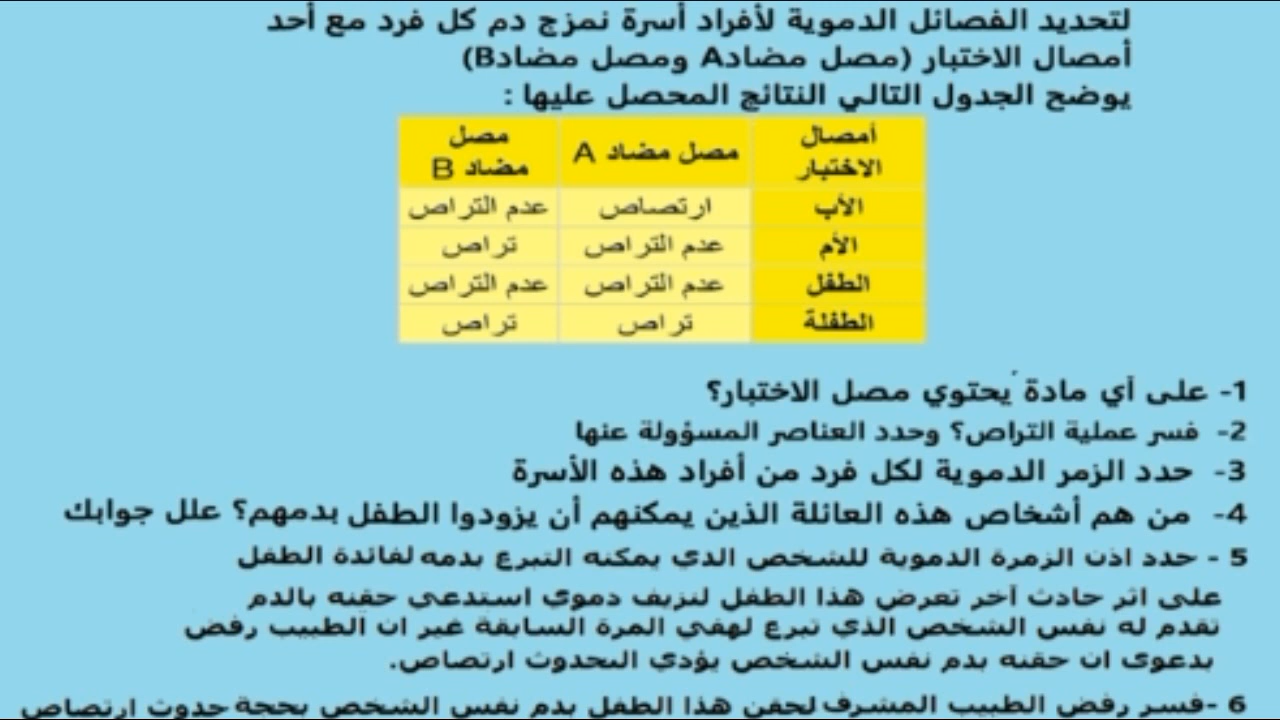 لتحديد الفصائل الدموية لأفراد أسرة نمزج دم كل فرد مع أحد
أمصال الاختبار (مصل مضادA ومصل مضادB)
يوضح الجدول التالي النتائج المحصل عليها :
أمصال الاختبار مصل مضاد A مصل مضاد B
الأب ارتصاص عدم التراص
الأم عدم التراص تراص
الطفل عدم التراص عدم التراص
الطفلة تراص تراص
1- على أي مادة يحتوي مصل الاختبار؟
2- فسر عملية التراص؟ وحدد العناصر المسؤولة عنها
3- حدد الزمر الدموية لكل فرد من أفراد هذه الأسرة
4- من هم أشخاص هذه العائلة الذين يمكنهم أن يزودوا الطفل بدمهم؟ علل جوابك
5 - حدد اذن الزمرة الدموية للشخص الذي يمكنه التبرع بدمه لفائدة الطفل
على اثر حادث آخر تعرض هذا الطفل لنزيف دموي استدعي حقنه بالدم
تقدم له نفس الشخص الذي تبرع لهفي المرة السابقة غير ان الطبيب رفض
بدعوى ان حقنه بدم نفس الشخص يؤدي الىحدوث ارتصاص.
6 -فسر رفض الطبيب المشرف لحقن هذا الطفل بدم نفس الشخص بحجة حدوث ارتصاص